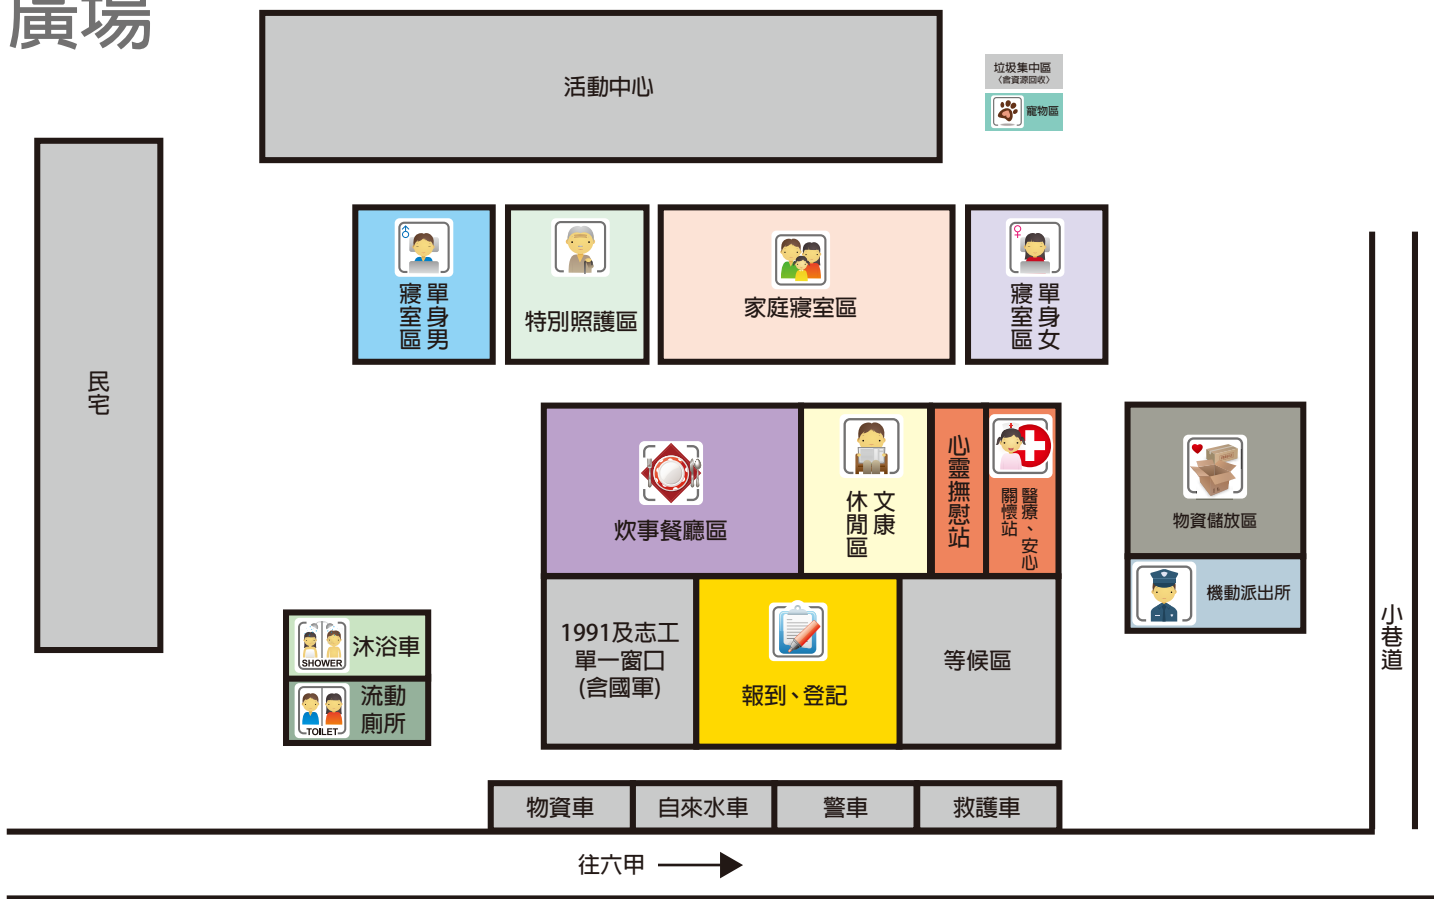 廣場
活動中心
垃圾集中區
(含資源回收)
寵物區
民宅
單身男
寢室區
特別照護區
家庭寢室區
單身女
寢室區
炊事餐廳區
文康
休閒區
心靈撫慰站
醫療、安心
關懷站
物資儲放區
機動派出所
小巷道
SHOWER
沐浴車
TOILET
流動
廁所
1991及志工
單一窗口
(含國軍)
報到、登記
等候區
物資車
自來水車
警車
救護車
往六甲